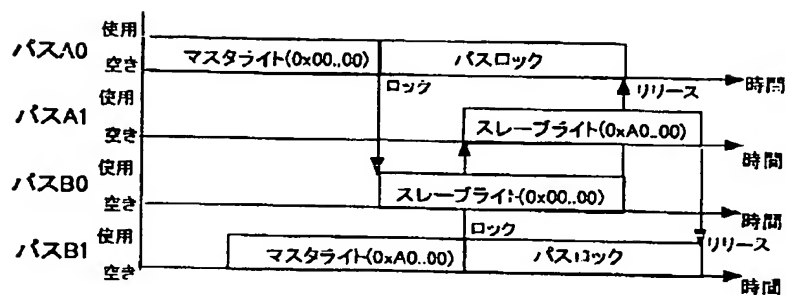 使用
バスA0
空き
マスタライト(0x00..00)
バスロック
時間
ロック
リリース
使用
バスA1
空き
スレーブライト(0xA0..00)
時間
使用
バスB0
空き
スレーブライト(0x00..00)
時間
ロック
リリース
使用
バスB1
空き
マスタライト(0xA0..00)
バスロック
時間